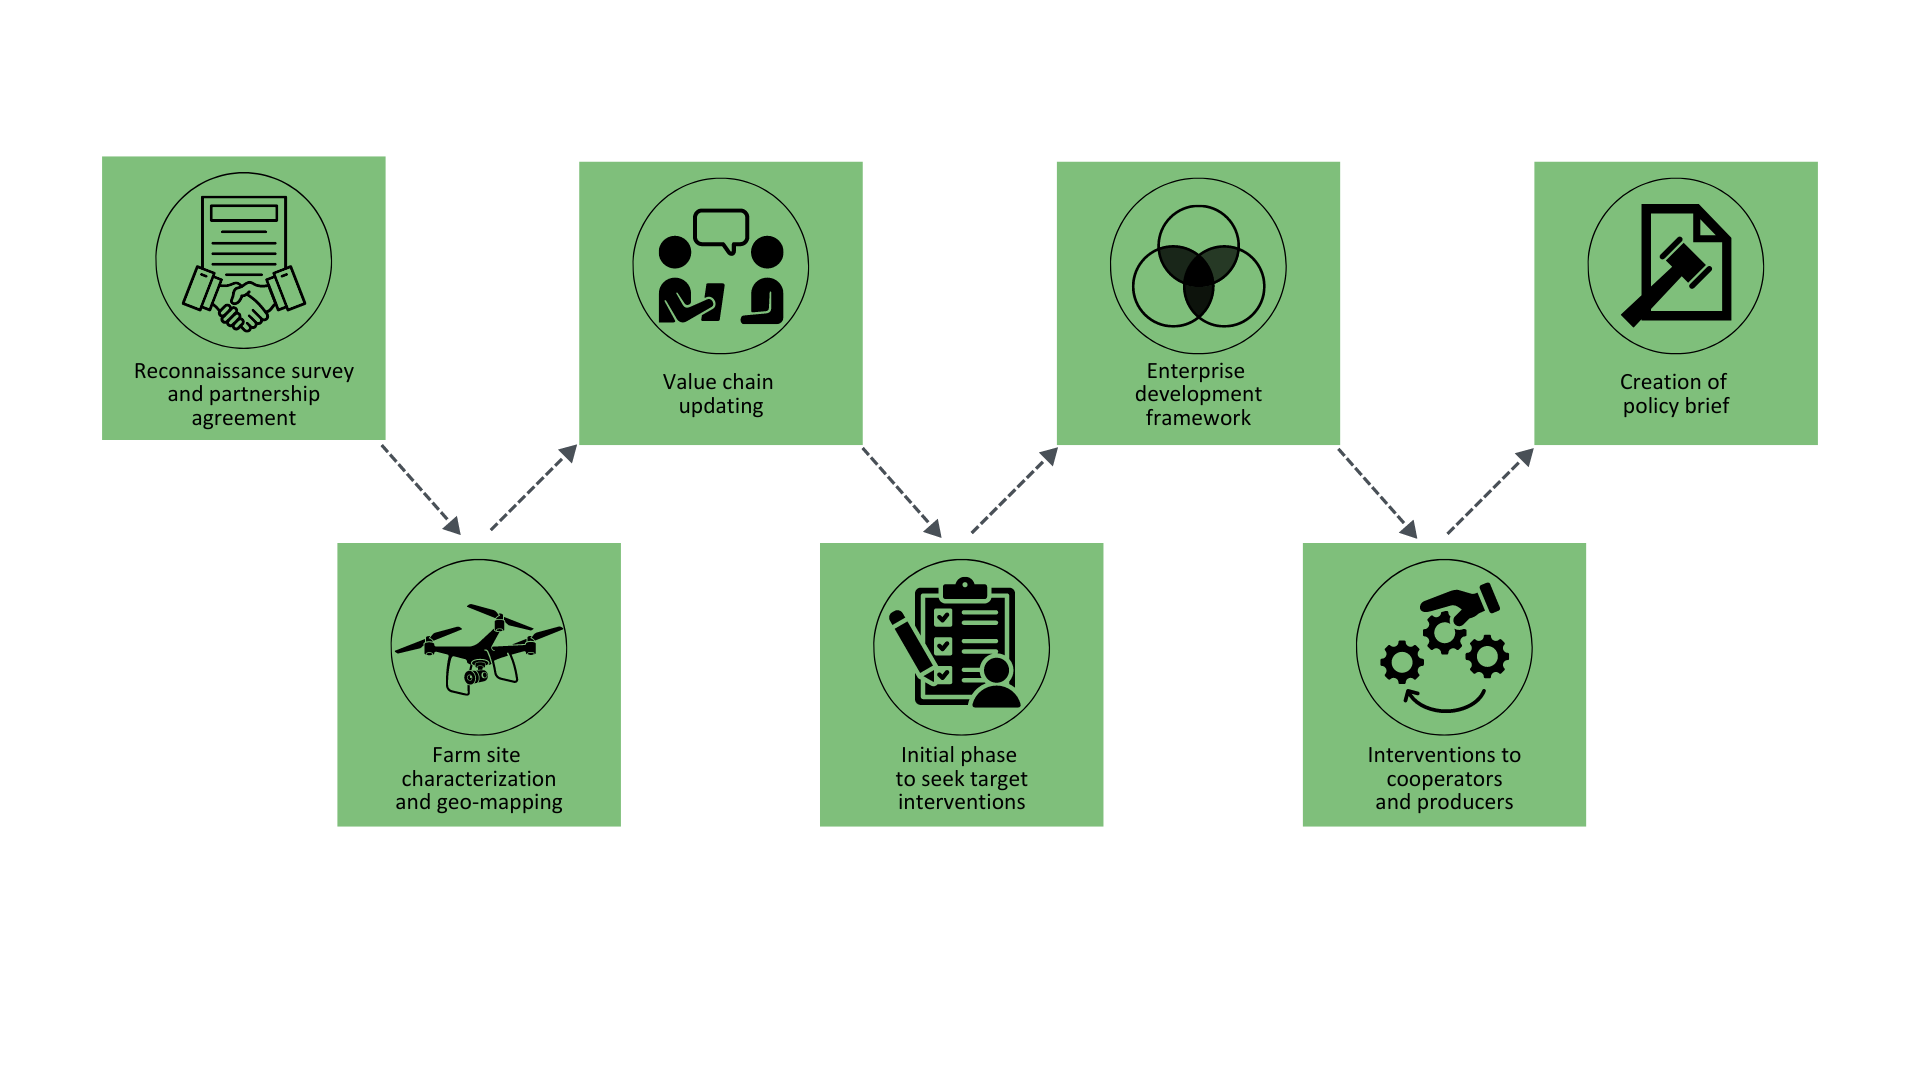 Reconnaissance survey
and partnership
agreement
Farm site
characterization
and geo-mapping
Value chain
updating
Initial phase
to seek target
interventions
Enterprise
development
framework
Interventions to
cooperators
and producers
Creation of
policy brief